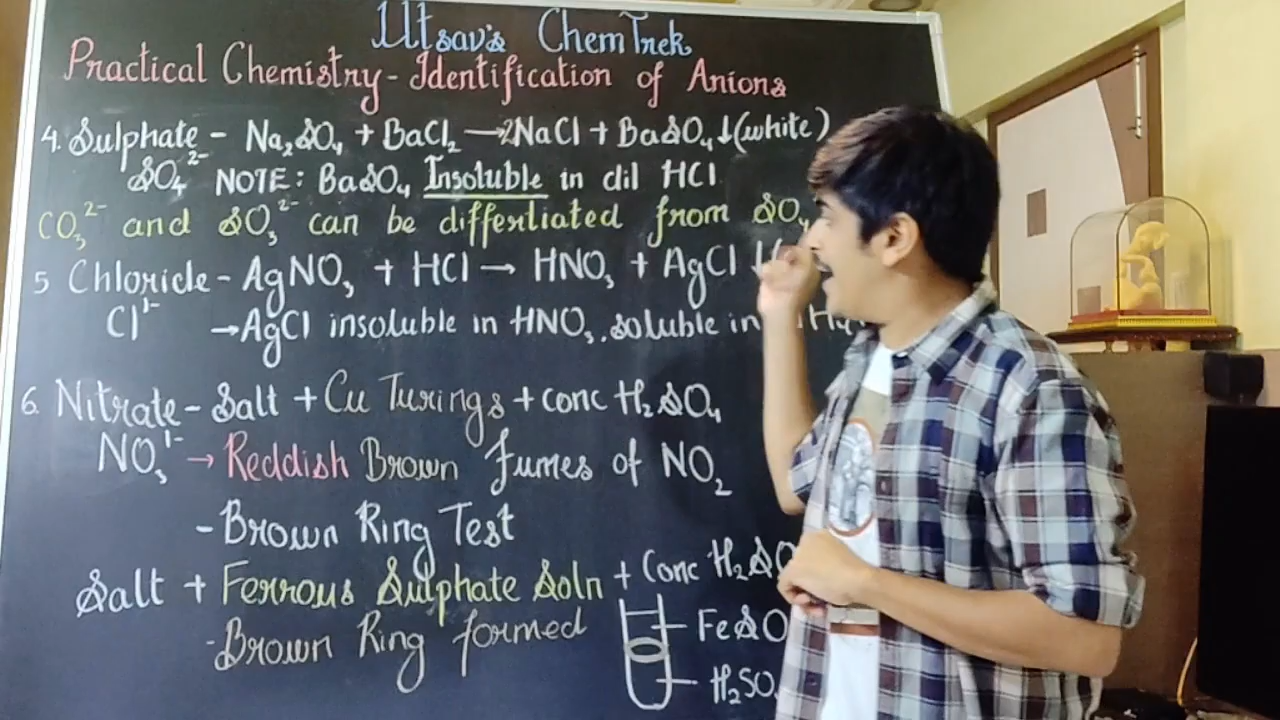 Utsav's ChemTrek
Practical Chemistry - Identification of Anions
4. Sulphate - Na₂SO₄ + BaCl₂ → 2NaCl + BaSO₄ ↓ (white)
SO₄²⁻ NOTE: BaSO₄ Insoluble in dil HCl
CO₃²⁻ and SO₃²⁻ can be differtiated from SO₄
5 Chloride - AgNO₃ + HCl → HNO₃ + AgCl ↓
Cl¹⁻ → AgCl insoluble in HNO₃. soluble in
6. Nitrate - Salt + Cu Turings + conc H₂SO₄
NO₃¹⁻ → Reddish Brown fumes of NO₂
- Brown Ring Test
Salt + Ferrous Sulphate Soln + Conc H₂SO
- Brown Ring formed
FeSO
H₂SO₄